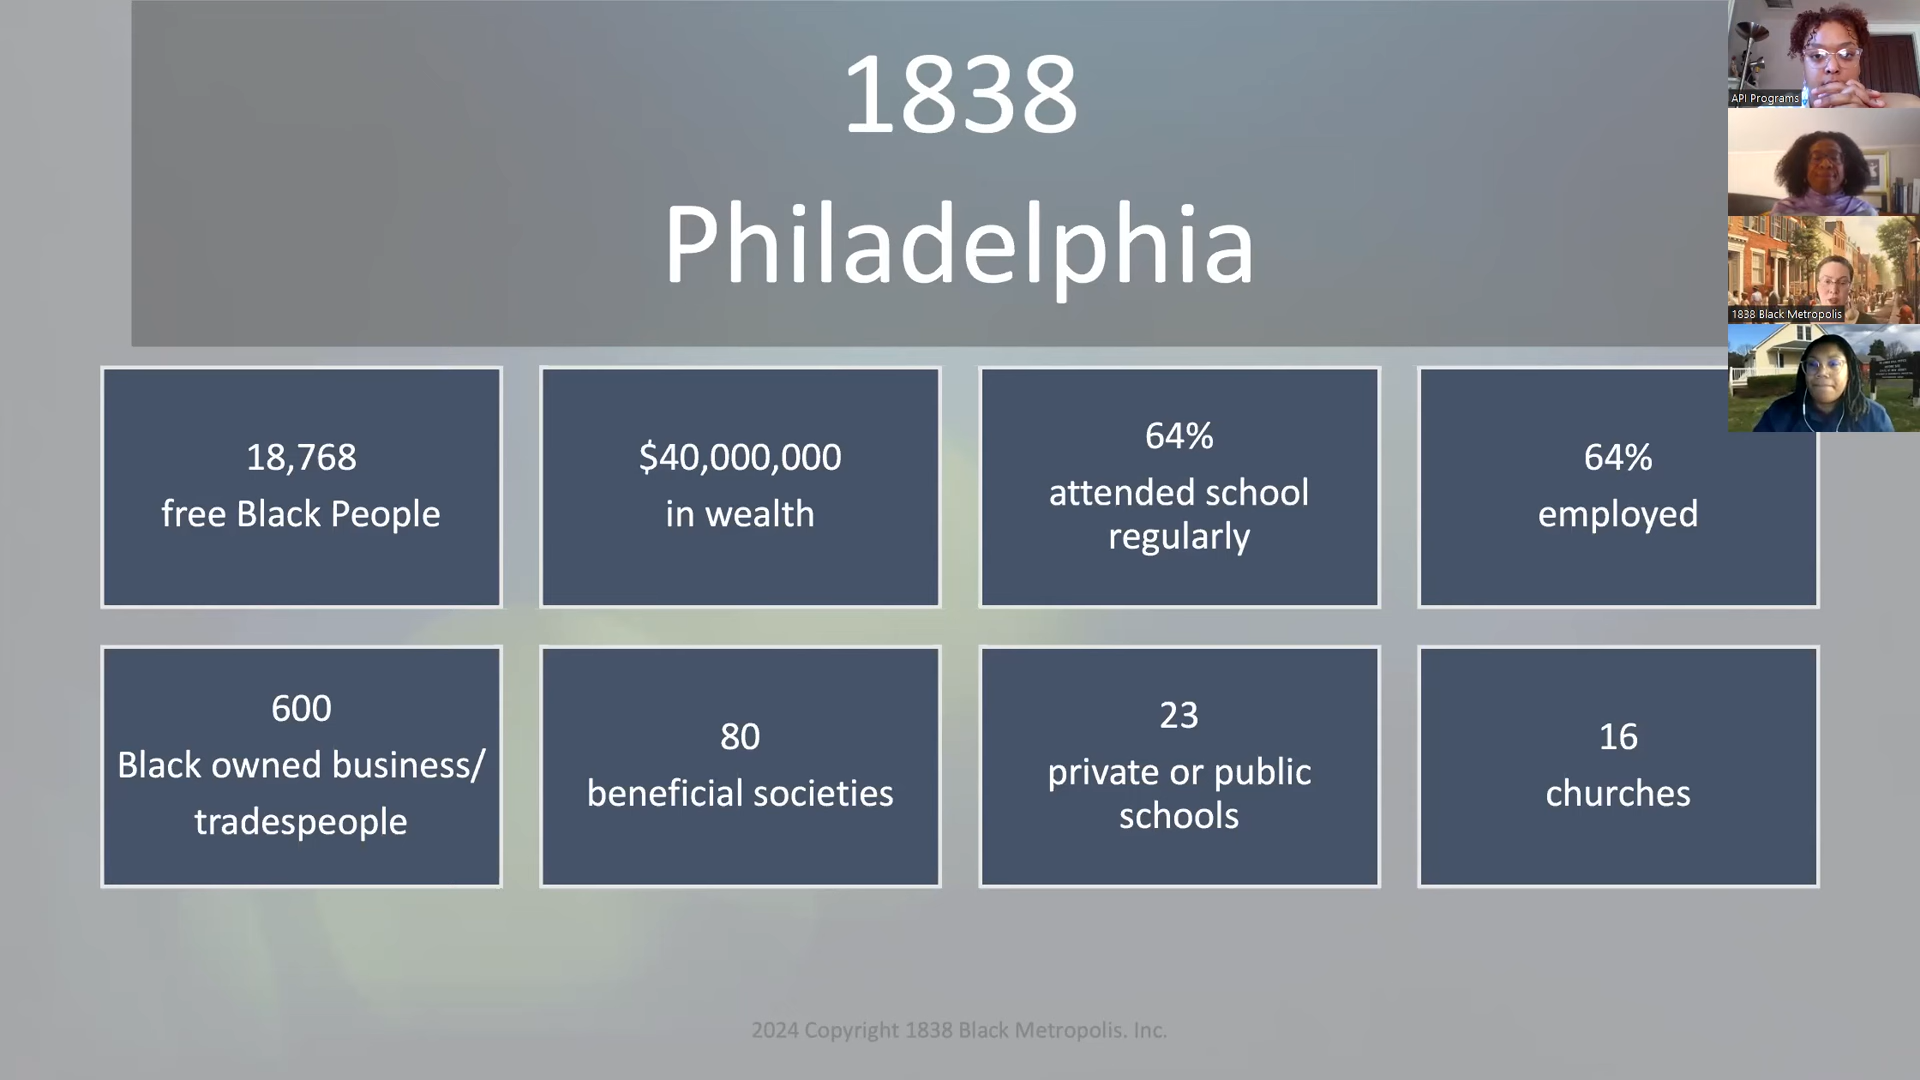 1838
Philadelphia
18,768
free Black People
$40,000,000
in wealth
64%
attended school
regularly
64%
employed
600
Black owned business/
tradespeople
80
beneficial societies
23
private or public
schools
16
churches
2024 Copyright 1838 Black Metropolis. Inc.
API Programs
1838 Black Metropolis